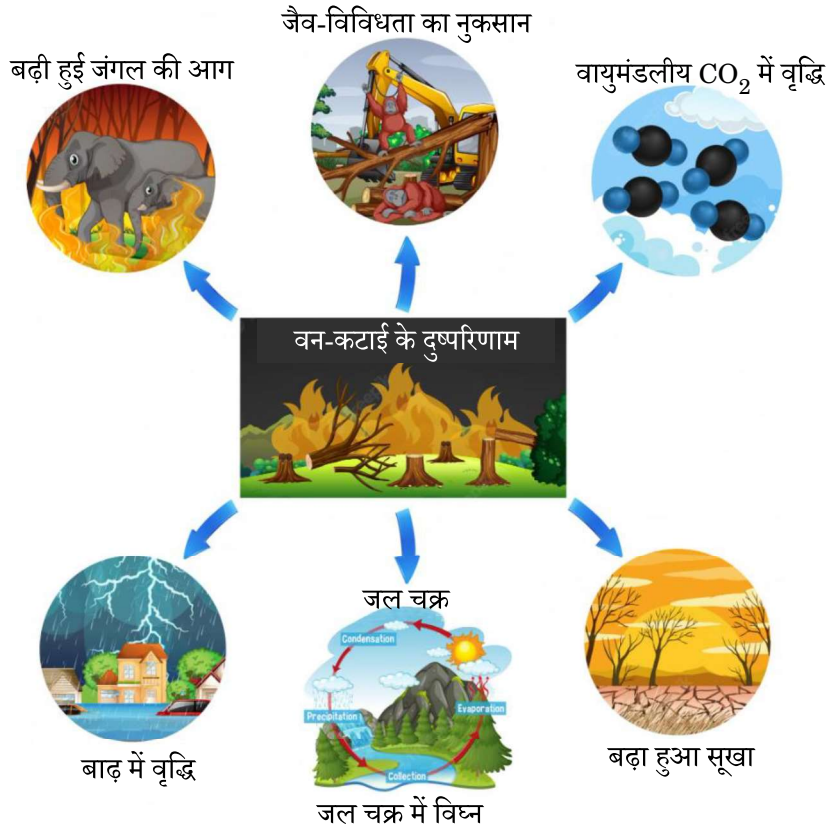 जैव-विविधता का नुकसान
बढ़ी हुई जंगल की आग
वायुमंडलीय CO₂ में वृद्धि
वन-कटाई के दुष्परिणाम
जल चक्र
Condensation
Precipitation
Evaporation
Collection
बाढ़ में वृद्धि
जल चक्र में विघ्न
बढ़ा हुआ सूखा